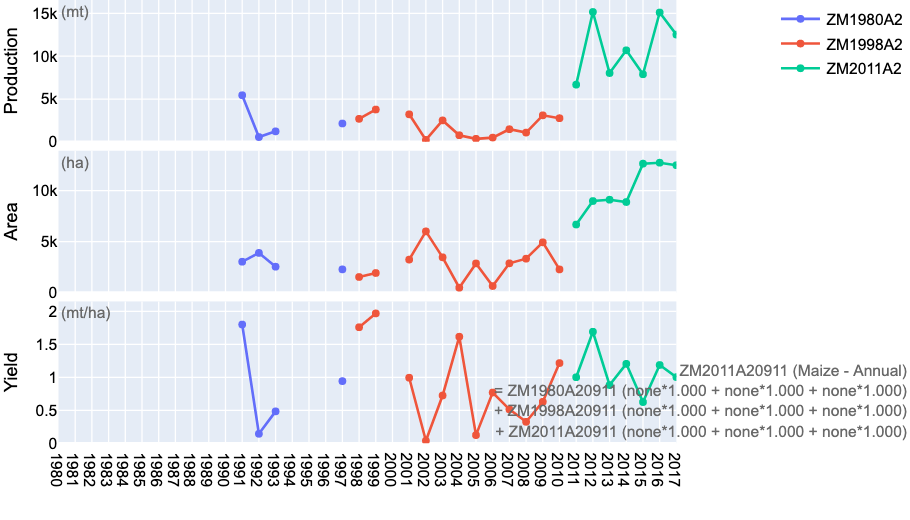 Production
(mt)
15k
10k
5k
0
ZM1980A2
ZM1998A2
ZM2011A2
Area
(ha)
10k
5k
0
Yield
(mt/ha)
2
1.5
1
0.5
0
ZM2011A20911 (Maize - Annual)
= ZM1980A20911 (none*1.000 + none*1.000 + none*1.000)
+ ZM1998A20911 (none*1.000 + none*1.000 + none*1.000)
+ ZM2011A20911 (none*1.000 + none*1.000 + none*1.000)
1980
1981
1982
1983
1984
1985
1986
1987
1988
1989
1990
1991
1992
1993
1994
1995
1996
1997
1998
1999
2000
2001
2002
2003
2004
2005
2006
2007
2008
2009
2010
2011
2012
2013
2014
2015
2016
2017